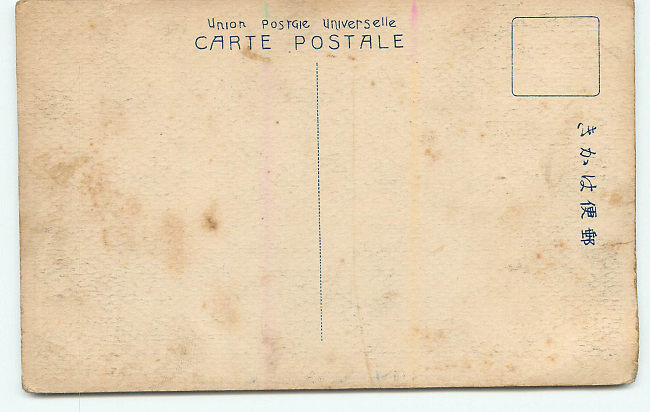 Union Postale Universelle
CARTE POSTALE
きかは便郵